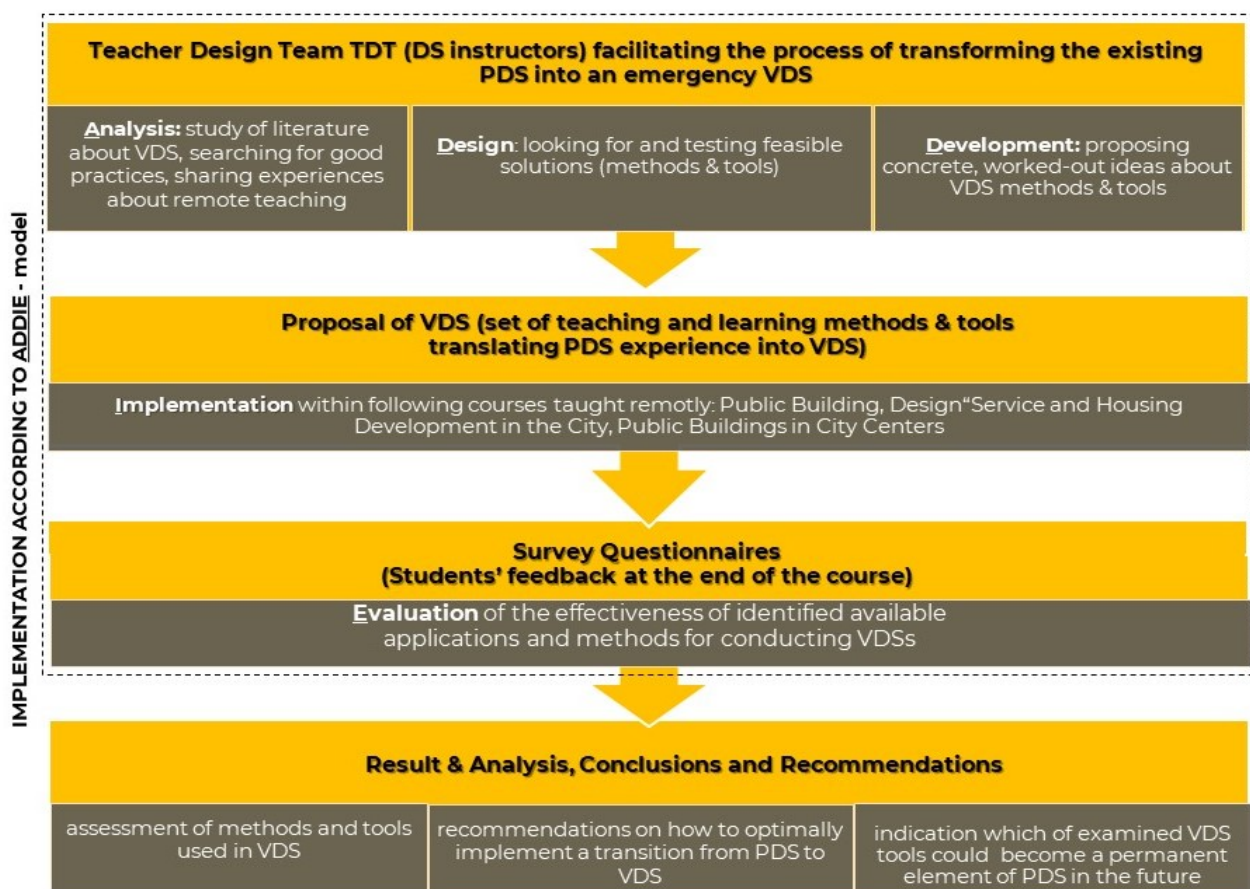 IMPLEMENTATION ACCORDING TO ADDIE - model
Teacher Design Team TDT (DS instructors) facilitating the process of transforming the existing
PDS into an emergency VDS
Analysis: study of literature
about VDS, searching for good
practices, sharing experiences
about remote teaching
Design: looking for and testing feasible
solutions (methods & tools)
Development: proposing
concrete, worked-out ideas about
VDS methods & tools
Proposal of VDS (set of teaching and learning methods & tools
translating PDS experience into VDS)
Implementation within following courses taught remotly: Public Building, Design“Service and Housing
Development in the City, Public Buildings in City Centers
Survey Questionnaires
(Students’ feedback at the end of the course)
Evaluation of the effectiveness of identified available
applications and methods for conducting VDSs
Result & Analysis, Conclusions and Recommendations
assessment of methods and tools
used in VDS
recommendations on how to optimally
implement a transition from PDS to
VDS
indication which of examined VDS
tools could become a permanent
element of PDS in the future